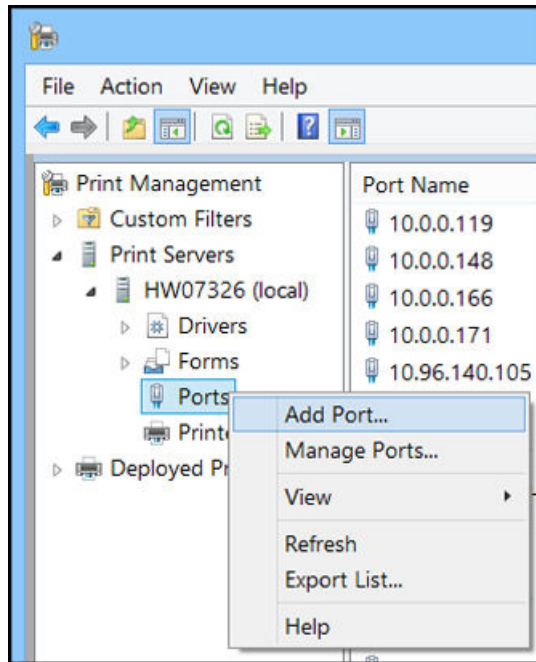 File Action View Help
Print Management
Custom Filters
Print Servers
HW07326 (local)
Drivers
Forms
Ports
Deployed
Port Name
10.0.0.119
10.0.0.148
10.0.0.166
10.0.0.171
10.96.140.105
Add Port...
Manage Ports...
View
Refresh
Export List...
Help